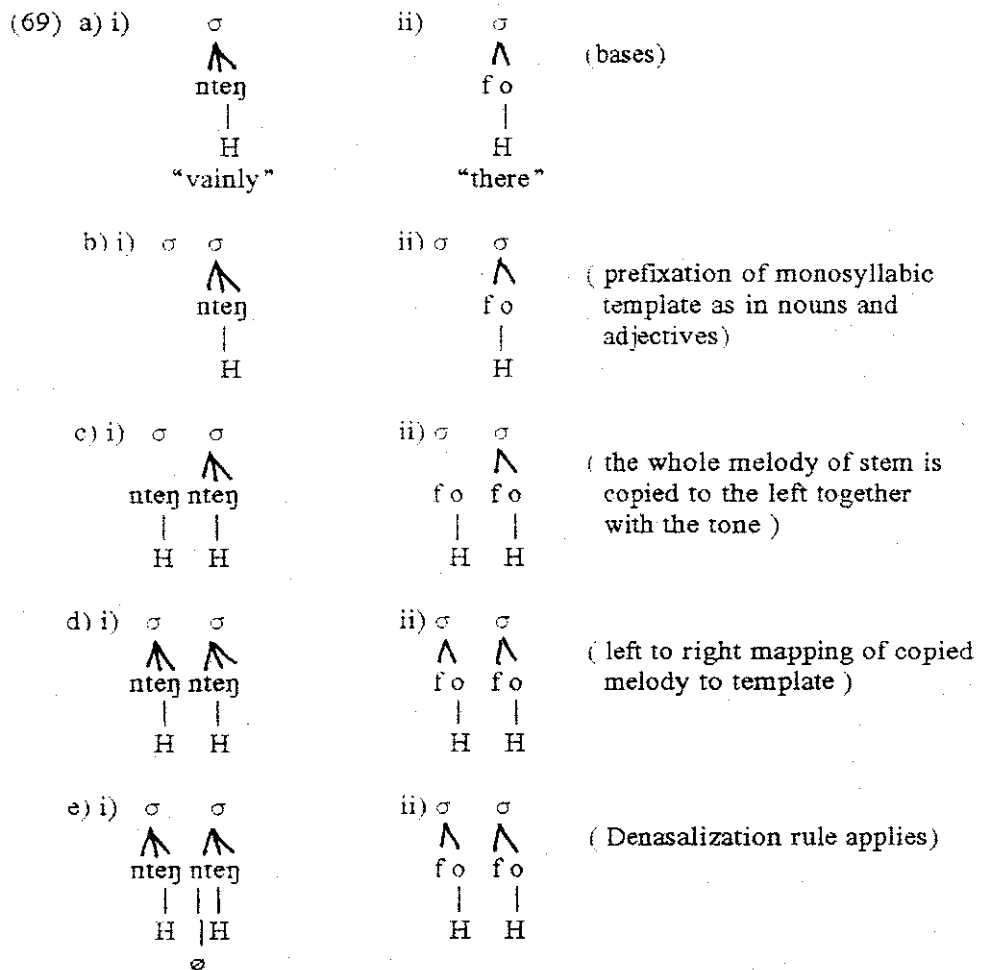 (69) a) i) σ ii) σ
(bases)
nteŋ f o
H H
"vainly" "there"
b) i) σ σ ii) σ σ
( prefixation of monosyllabic
nteŋ f o template as in nouns and
adjectives)
H H
c) i) σ σ ii) σ σ
( the whole melody of stem is
nteŋ nteŋ f o f o copied to the left together
with the tone )
H H H H
d) i) σ σ ii) σ σ
( left to right mapping of copied
nteŋ nteŋ f o f o melody to template )
H H H H
e) i) σ σ ii) σ σ
( Denasalization rule applies)
nteŋ nteŋ f o f o
H H H H
ø